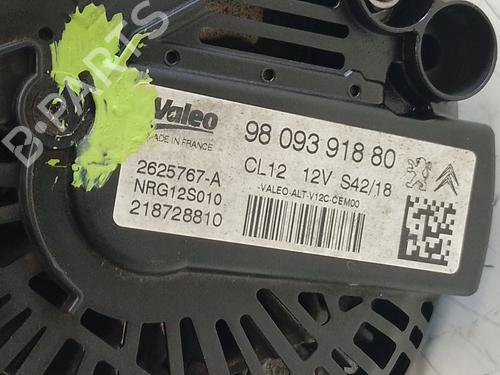 B-PARTS
Valeo
MADE IN FRANCE
98 093 918 80
2625767-A
CL12 12V S42/18
NRG12S010
-VALEO-ALT-V12C-CEM00
218728810